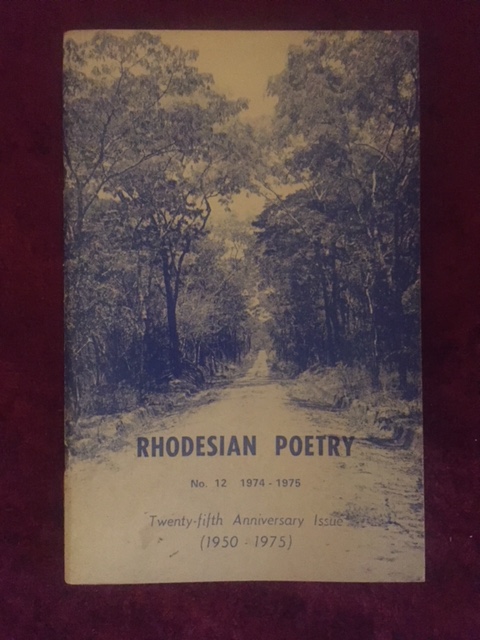 RHODESIAN POETRY
No. 12 1974 - 1975
Twenty-fifth Anniversary Issue
(1950 - 1975)